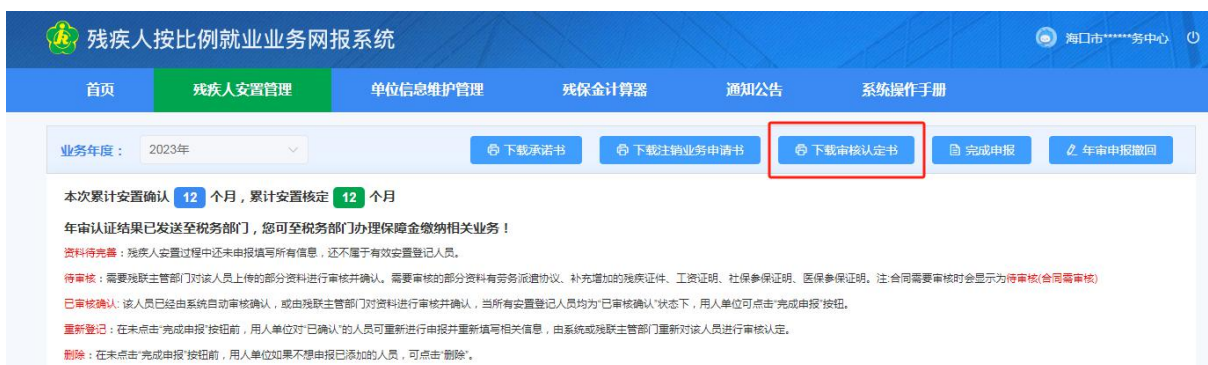 残疾人按比例就业业务网报系统
海口市******务中心
首页 残疾人安置管理 单位信息维护管理 残保金计算器 通知公告 系统操作手册
业务年度： 2023年 下载承诺书 下载注销业务申请书 下载审核认定书 完成申报 年审申报撤回
本次累计安置确认 12 个月，累计安置核定 12 个月
年审认证结果已发送至税务部门，您可至税务部门办理保障金缴纳相关业务！
资料待完善：残疾人安置过程中还未申报填写所有信息，还不属于有效安置登记人员。
待审核：需要残联主管部门对该人员上传的部分资料进行审核并确认。需要审核的部分资料有劳务派遣协议、补充增加的残疾证件、工资证明、社保参保证明、医保参保证明。注:合同需要审核时会显示为待审核(合同需审核)
已审核确认: 该人员已经由系统自动审核确认，或由残联主管部门对资料进行审核并确认，当所有安置登记人员均为“已审核确认”状态下，用人单位可点击“完成申报”按钮。
重新登记：在未点击“完成申报”按钮前，用人单位对“已确认”的人员可重新进行申报并重新填写相关信息，由系统或残联主管部门重新对该人员进行审核认定。
删除：在未点击“完成申报”按钮前，用人单位如果不想申报已添加的人员，可点击“删除”。